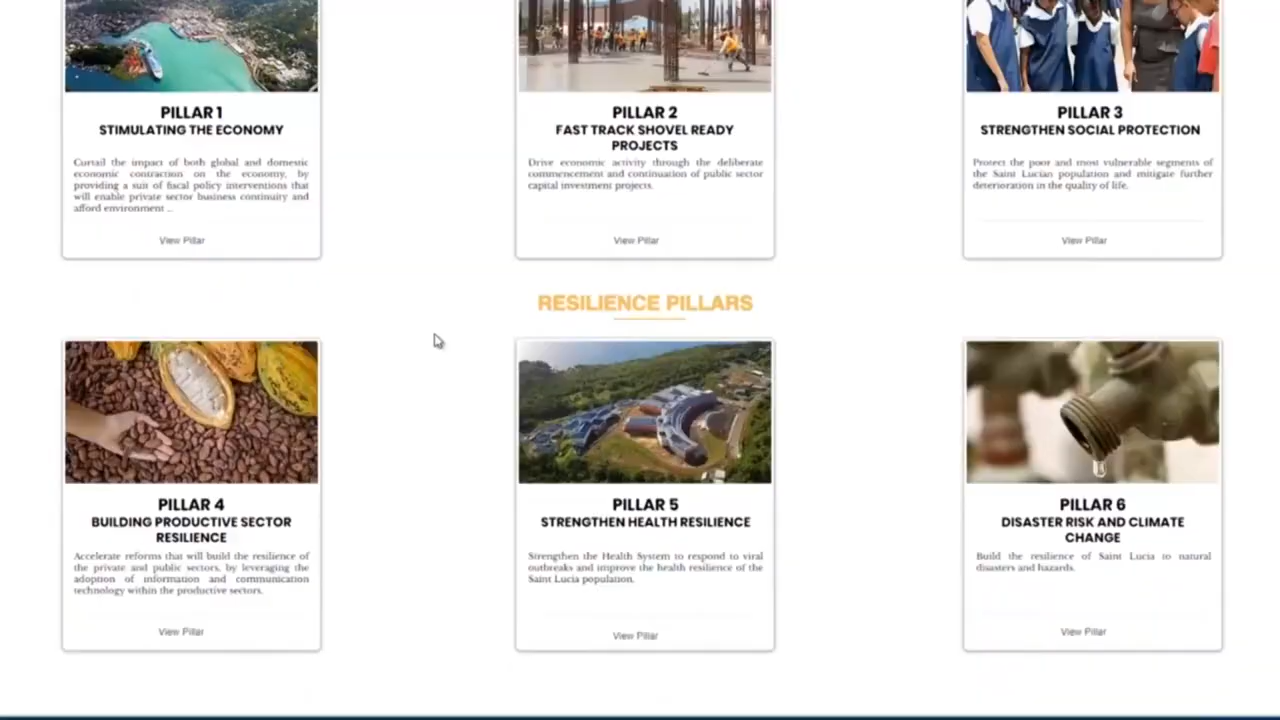 PILLAR 1
STIMULATING THE ECONOMY
Curtail the impact of both global and domestic
economic contraction on the economy, by
providing a suit of fiscal policy interventions that
will enable private sector business continuity and
afford environment ...
View Pillar
PILLAR 2
FAST TRACK SHOVEL READY
PROJECTS
Drive economic activity through the deliberate
commencement and continuation of public sector
capital investment projects.
View Pillar
PILLAR 3
STRENGTHEN SOCIAL PROTECTION
Protect the poor and most vulnerable segments of
the Saint Lucian population and mitigate further
deterioration in the quality of life.
View Pillar
RESILIENCE PILLARS
PILLAR 4
BUILDING PRODUCTIVE SECTOR
RESILIENCE
Accelerate reforms that will build the resilience of
the private and public sectors, by leveraging the
adoption of information and communication
technology within the productive sectors.
View Pillar
PILLAR 5
STRENGTHEN HEALTH RESILIENCE
Strengthen the Health System to respond to viral
outbreaks and improve the health resilience of the
Saint Lucia population.
View Pillar
PILLAR 6
DISASTER RISK AND CLIMATE
CHANGE
Build the resilience of Saint Lucia to natural
disasters and hazards.
View Pillar